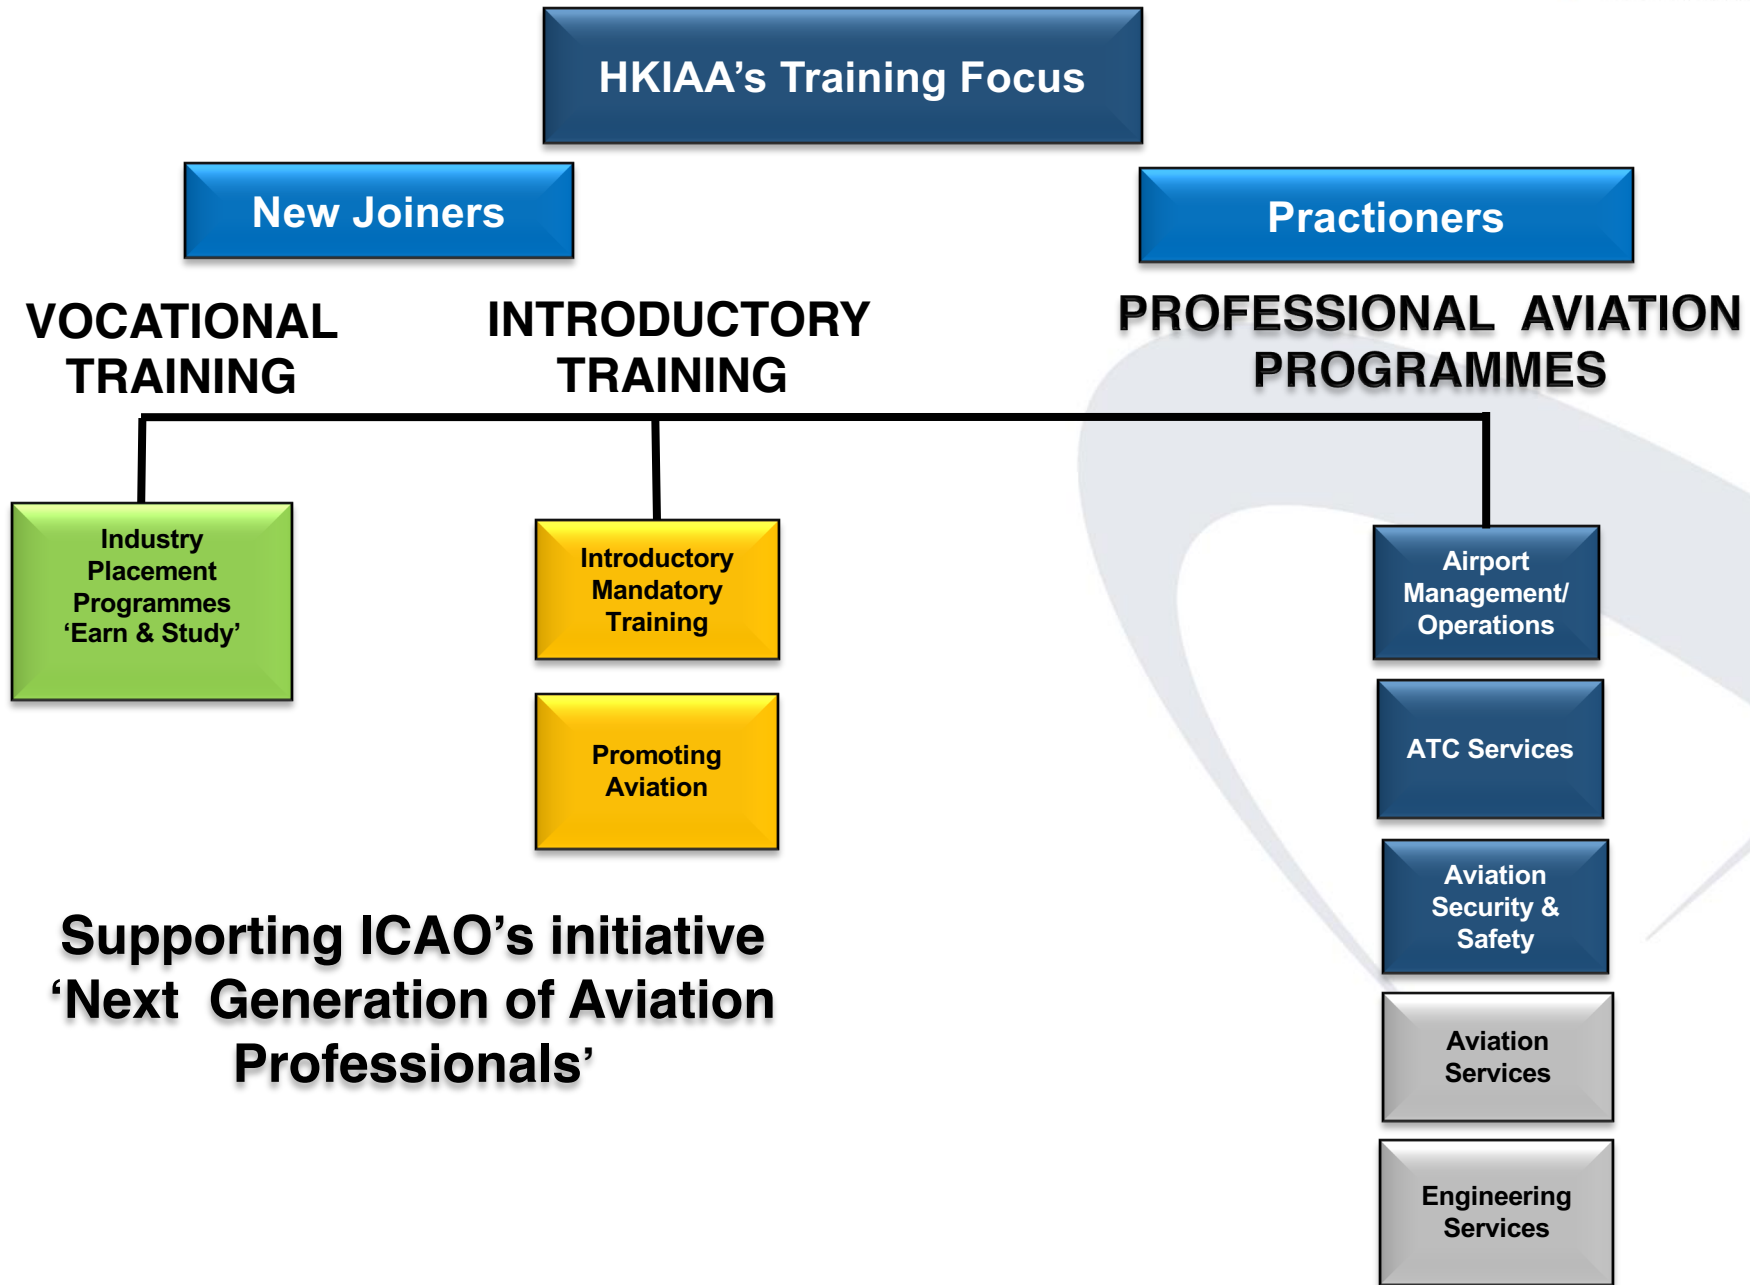 HKIAA’s Training Focus
New Joiners
Practioners
VOCATIONAL
TRAINING
INTRODUCTORY
TRAINING
PROFESSIONAL AVIATION
PROGRAMMES
Industry
Placement
Programmes
‘Earn & Study’
Introductory
Mandatory
Training
Promoting
Aviation
Airport
Management/
Operations
ATC Services
Aviation
Security &
Safety
Aviation
Services
Engineering
Services
Supporting ICAO’s initiative
‘Next Generation of Aviation
Professionals’